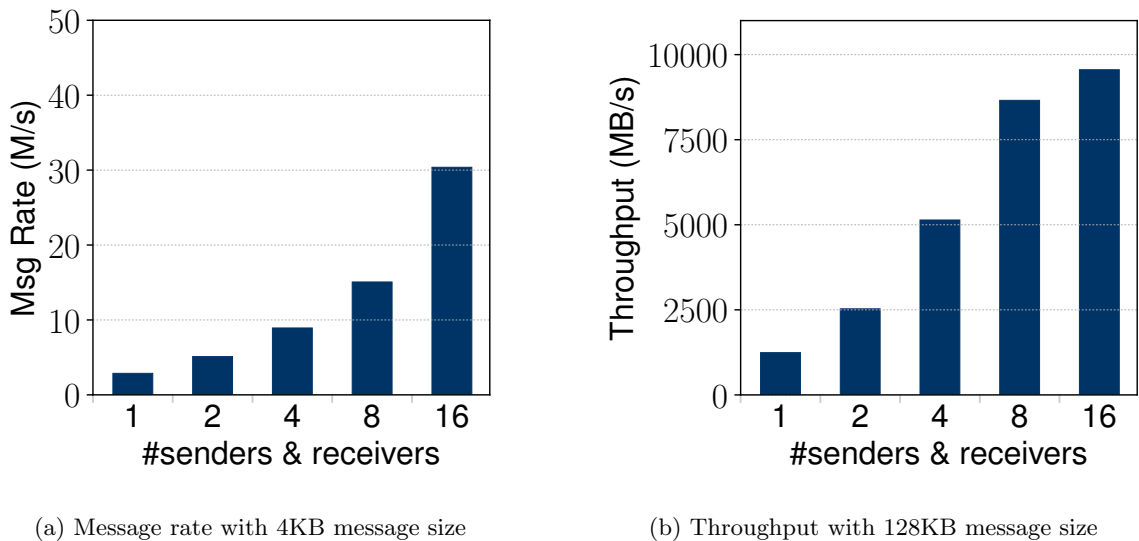 50
40
30
20
10
0
Msg Rate (M/s)
1 2 4 8 16
#senders & receivers
(a) Message rate with 4KB message size
10000
7500
5000
2500
0
Throughput (MB/s)
1 2 4 8 16
#senders & receivers
(b) Throughput with 128KB message size